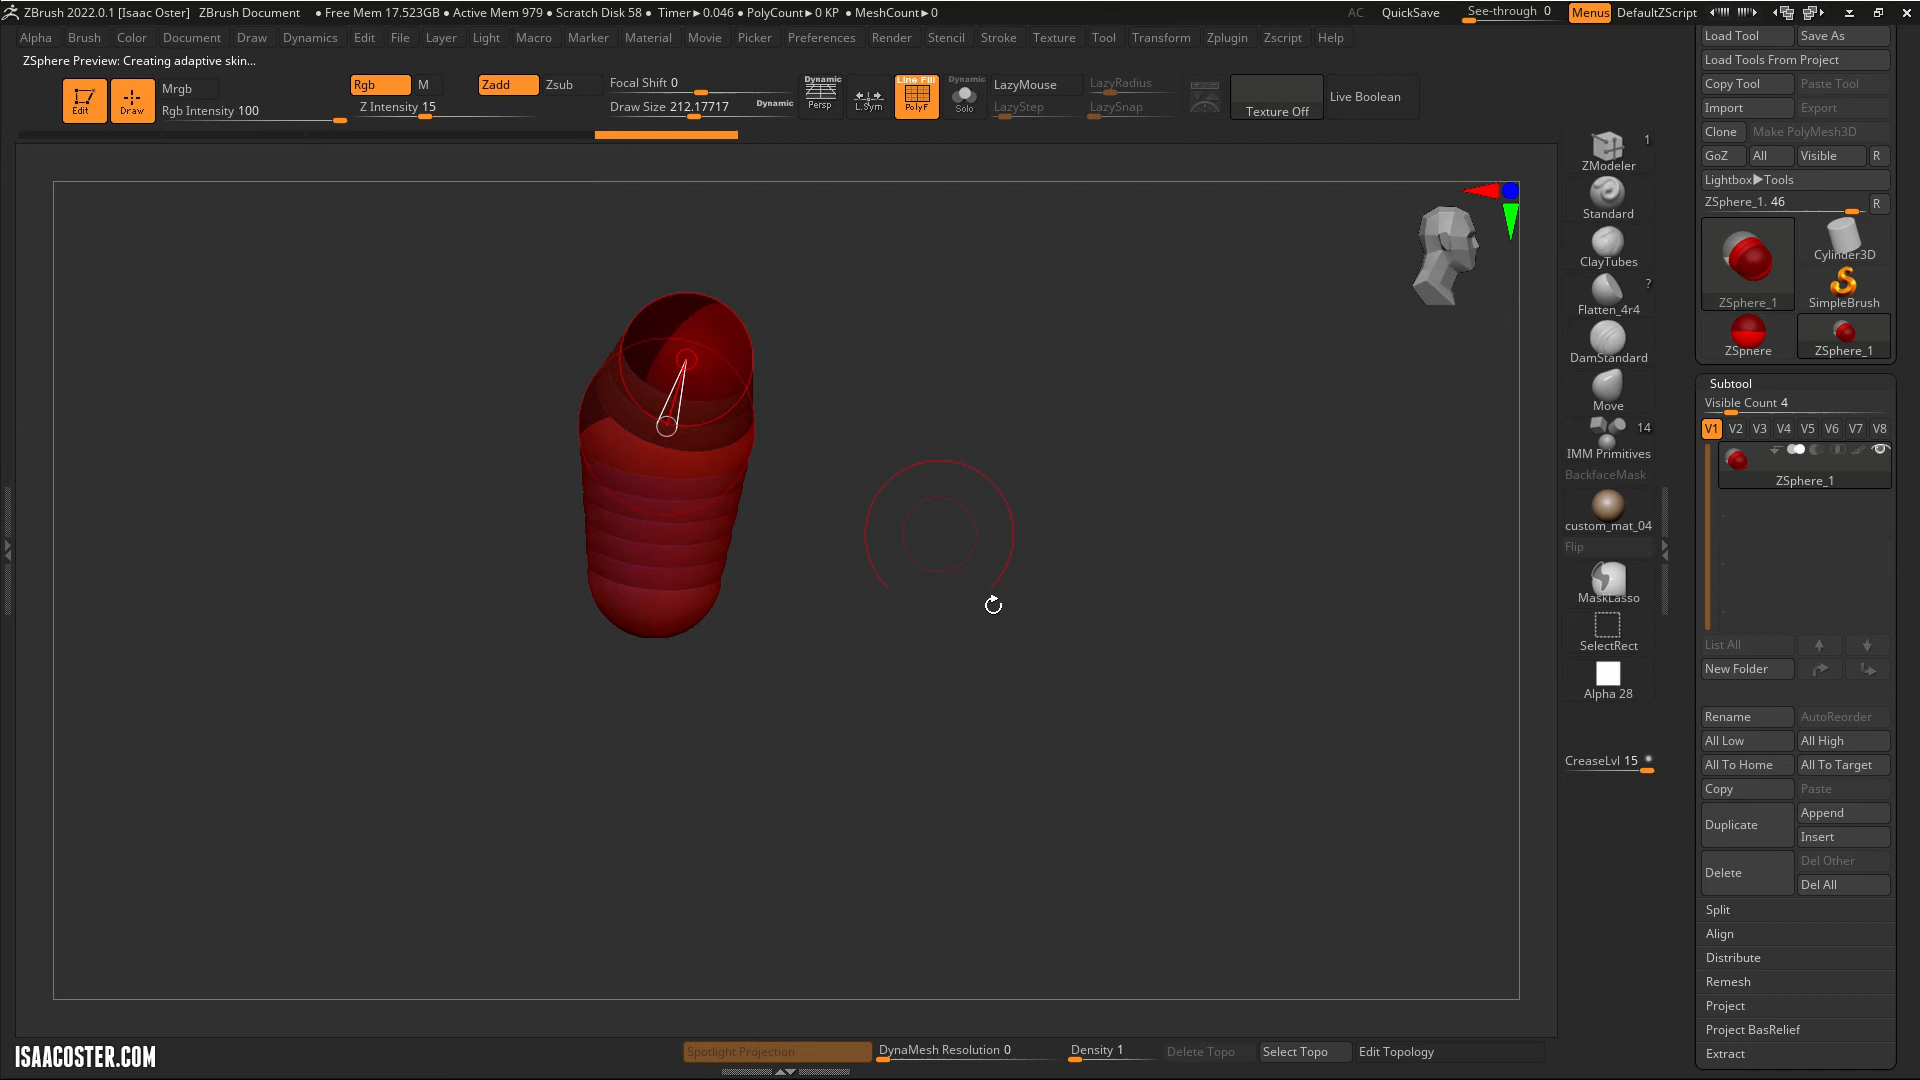 ZBrush 2022.0.1 [Isaac Oster] ZBrush Document • Free Mem 17.523GB • Active Mem 979 • Scratch Disk 58 • Timer►0.046 • PolyCount►0 KP • MeshCount►0 AC QuickSave See-through 0 Menus DefaultZScript
Alpha Brush Color Document Draw Dynamics Edit File Layer Light Macro Marker Material Movie Picker Preferences Render Stencil Stroke Texture Tool Transform Zplugin Zscript Help
ZSphere Preview: Creating adaptive skin...
Edit Draw Mrgb Rgb M Zadd Zsub Focal Shift 0 Dynamic Persp L.Sym Line Fill PolyF Dynamic Solo LazyMouse LazyRadius Live Boolean
Rgb Intensity 100 Z Intensity 15 Draw Size 212.17717 Dynamic LazyStep LazySnap Texture Off
Load Tool Save As
Load Tools From Project
Copy Tool Paste Tool
Import Export
Clone Make PolyMesh3D
GoZ All Visible R
Lightbox►Tools
ZSphere_1. 46 R
Cylinder3D
ZSphere_1 SimpleBrush
ZSphere ZSphere_1
1
ZModeler
Standard
ClayTubes
?
Flatten_4r4
DamStandard
Move
14
IMM Primitives
BackfaceMask
custom_mat_04
Flip
MaskLasso
SelectRect
Alpha 28
CreaseLvl 15
Subtool
Visible Count 4
V1 V2 V3 V4 V5 V6 V7 V8
ZSphere_1
List All
New Folder
Rename AutoReorder
All Low All High
All To Home All To Target
Copy Paste
Duplicate Append
Insert
Delete Del Other
Del All
Split
Align
Distribute
Remesh
Project
Project BasRelief
Extract
ISAACOSTER.COM
Spotlight Projection DynaMesh Resolution 0 Density 1 Delete Topo Select Topo Edit Topology